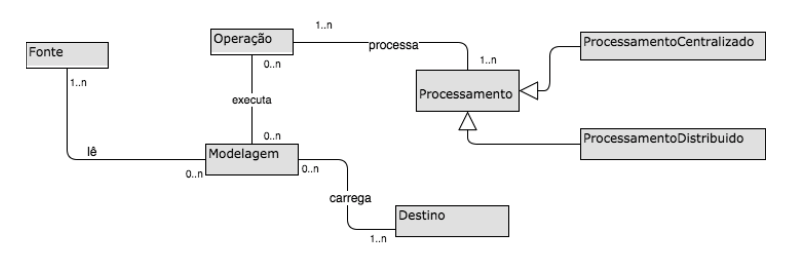 Fonte
1..n
lê
0..n
Operação
1..n
0..n
executa
0..n
Modelagem
0..n
carrega
1..n
Destino
processa
1..n
Processamento
ProcessamentoCentralizado
ProcessamentoDistribuido